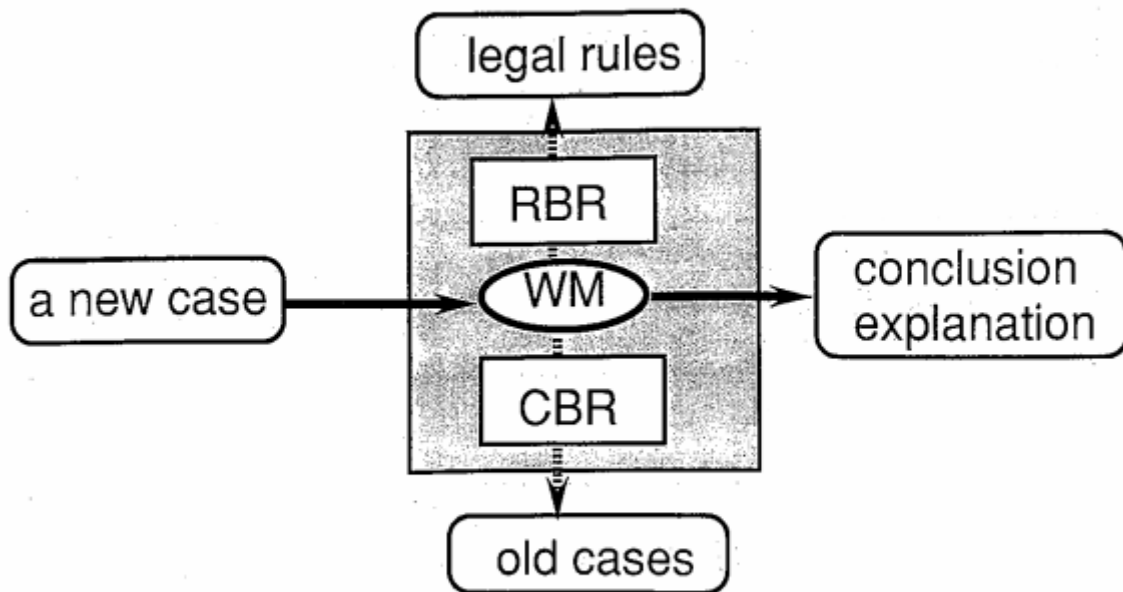 legal rules
RBR
a new case
WM
conclusion
explanation
CBR
old cases